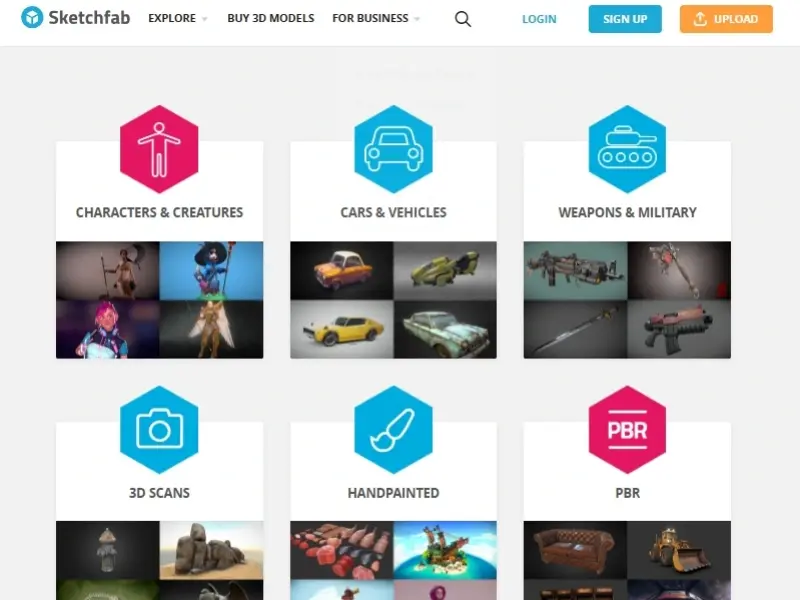 Sketchfab EXPLORE BUY 3D MODELS FOR BUSINESS LOGIN SIGN UP UPLOAD
CHARACTERS & CREATURES CARS & VEHICLES WEAPONS & MILITARY
PBR
3D SCANS HANDPAINTED PBR